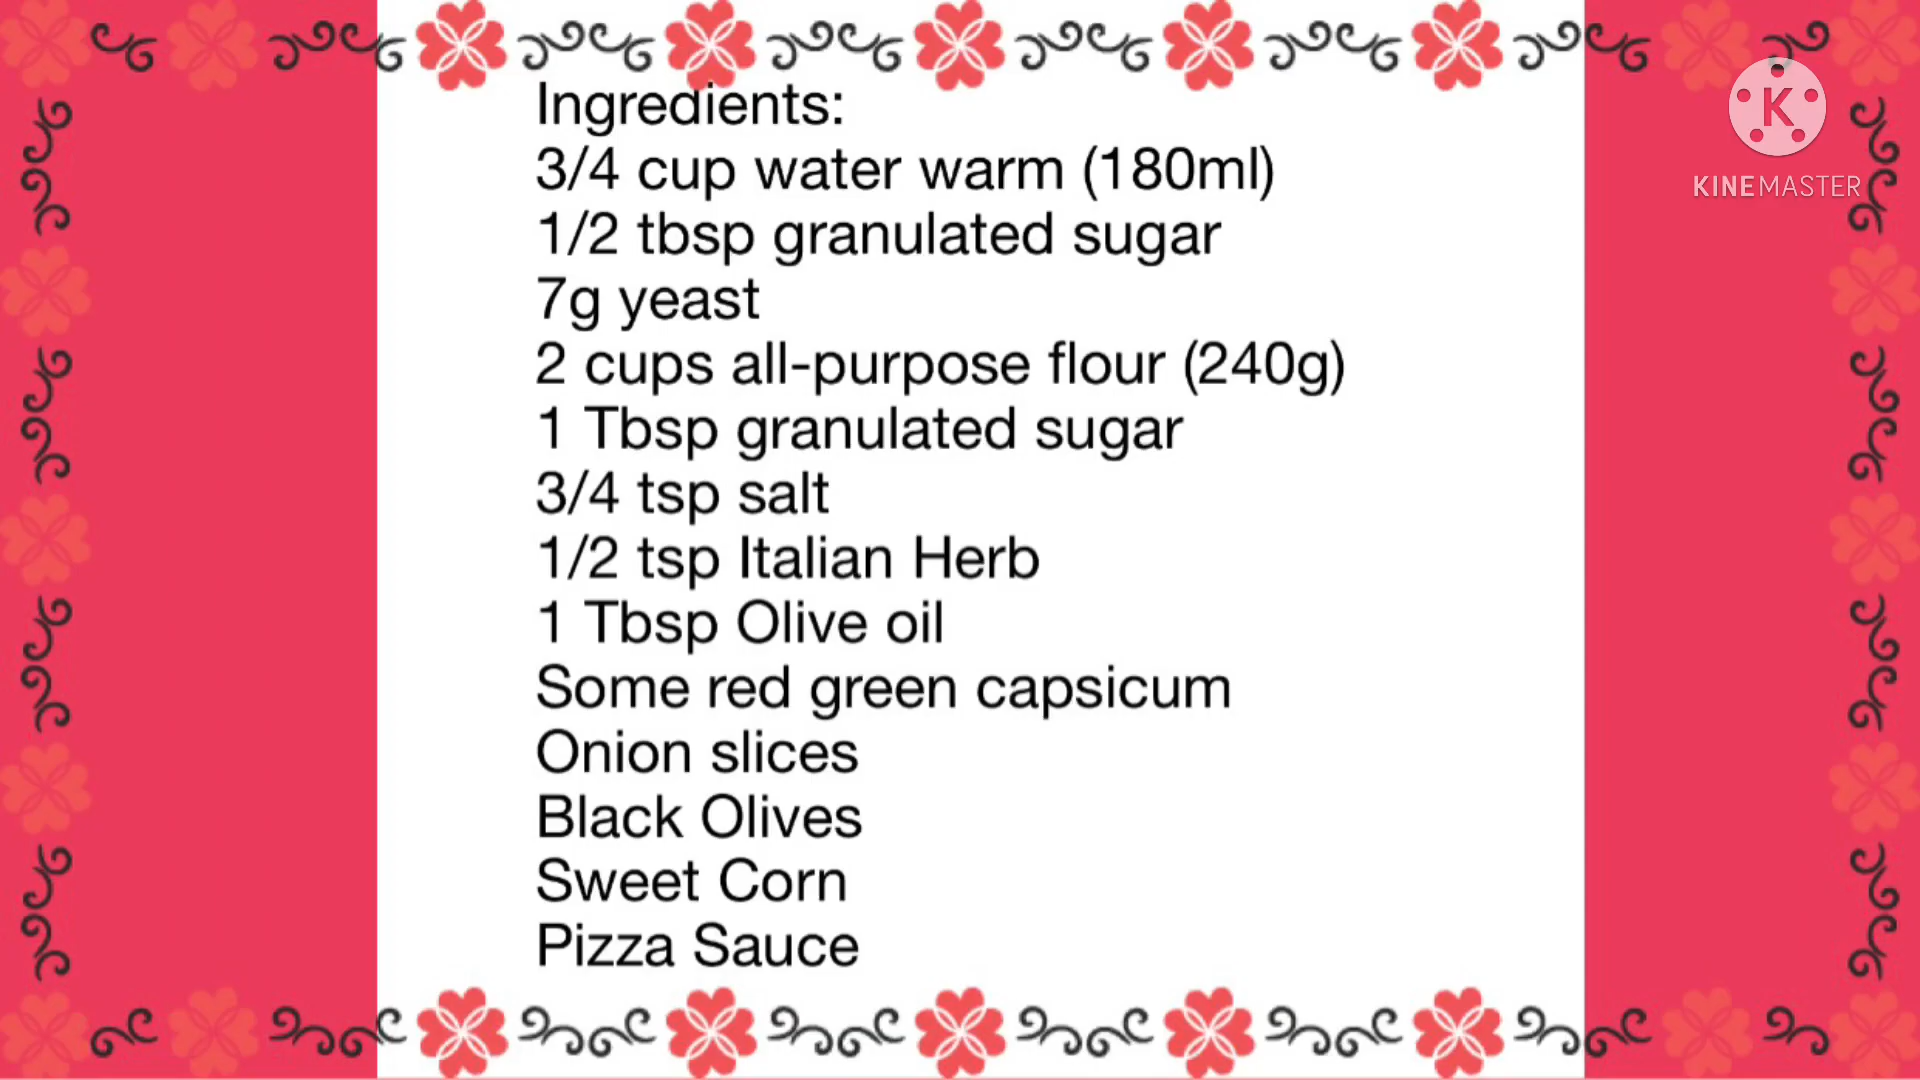 Ingredients:
3/4 cup water warm (180ml)
1/2 tbsp granulated sugar
7g yeast
2 cups all-purpose flour (240g)
1 Tbsp granulated sugar
3/4 tsp salt
1/2 tsp Italian Herb
1 Tbsp Olive oil
Some red green capsicum
Onion slices
Black Olives
Sweet Corn
Pizza Sauce
K
KINEMASTER